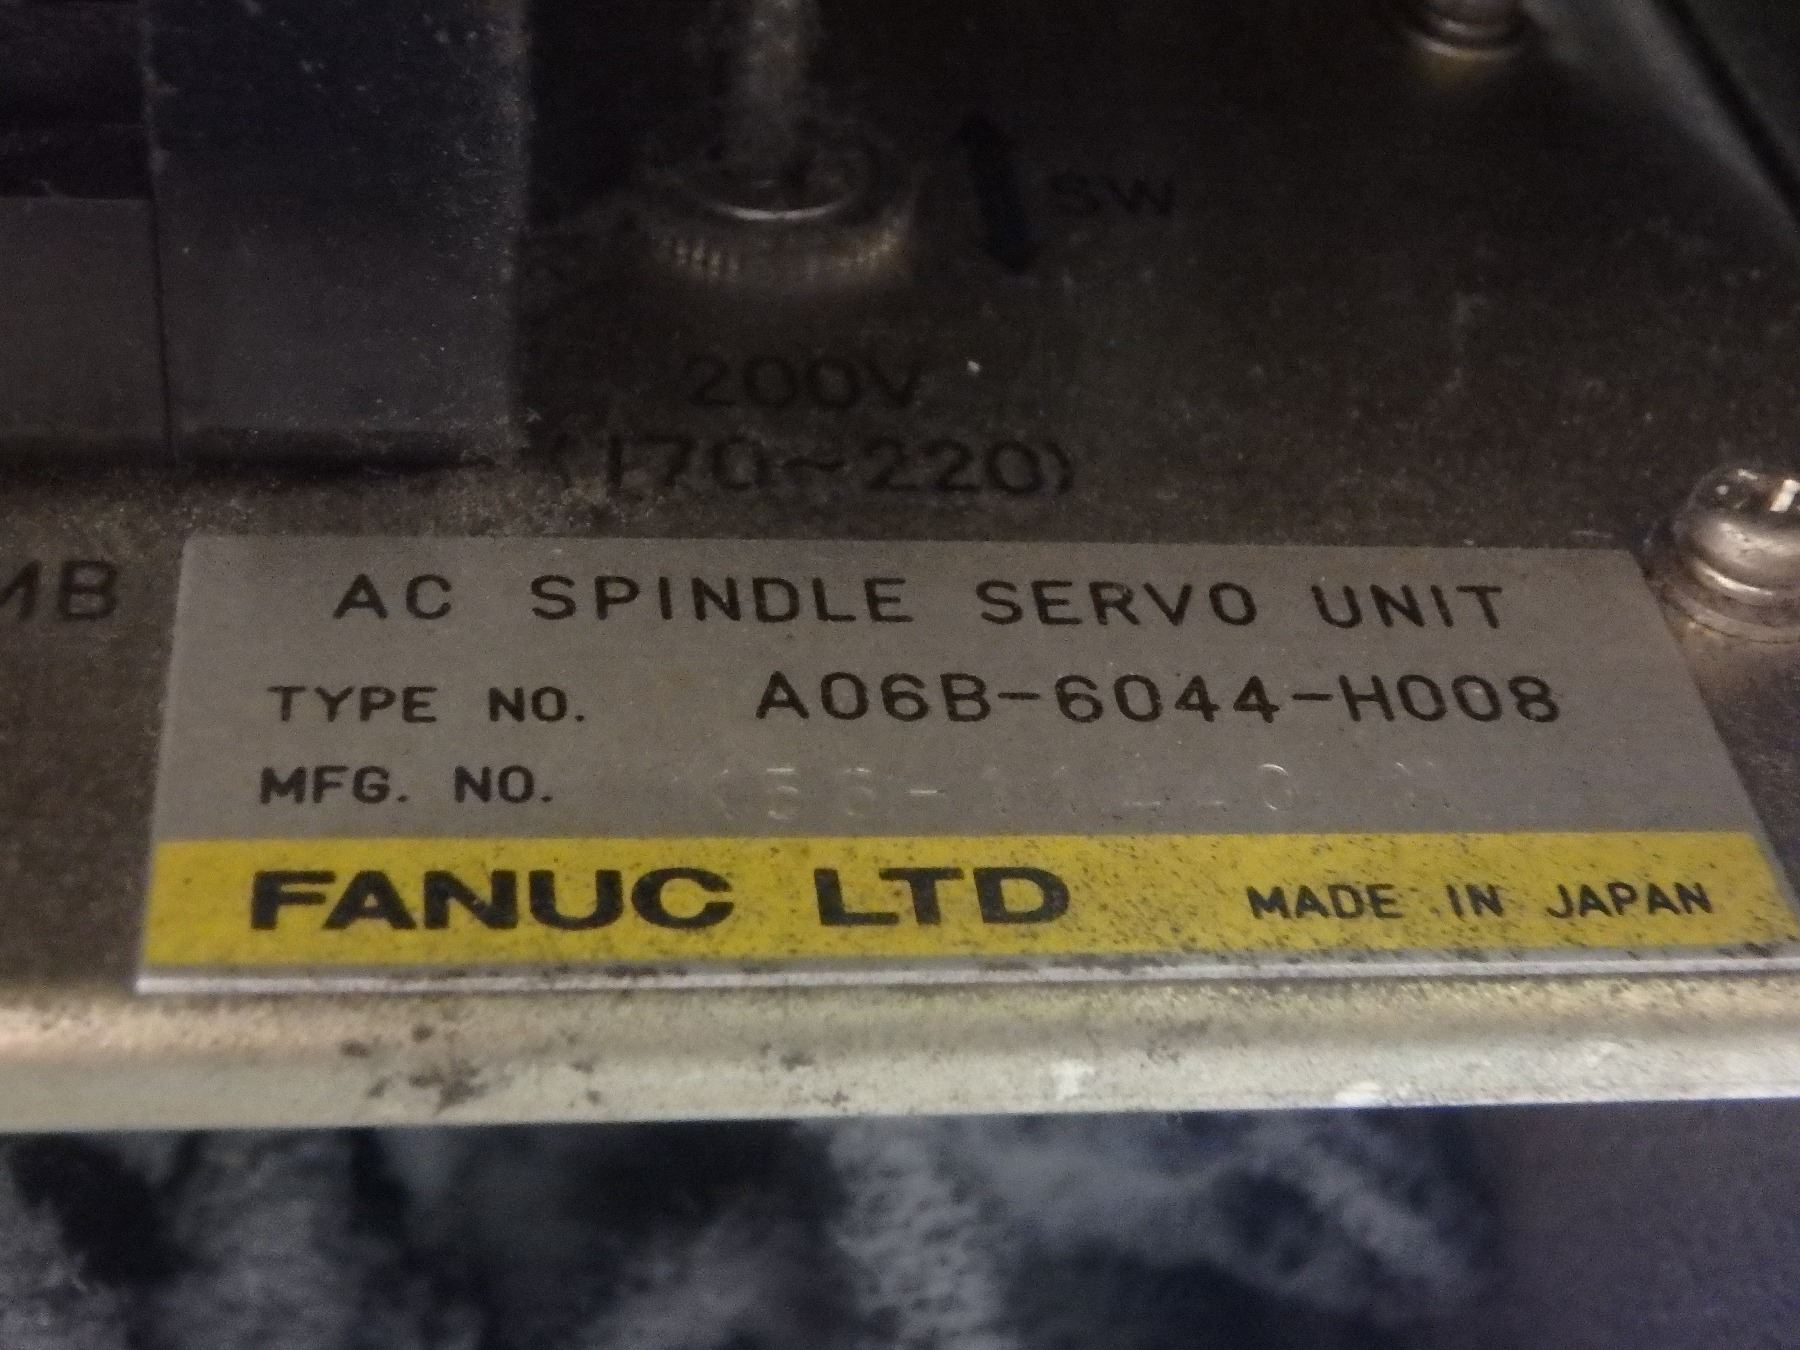 SW
200V
(170~220)
AC SPINDLE SERVO UNIT
TYPE NO. A06B-6044-H008
MFG. NO.
FANUC LTD MADE IN JAPAN